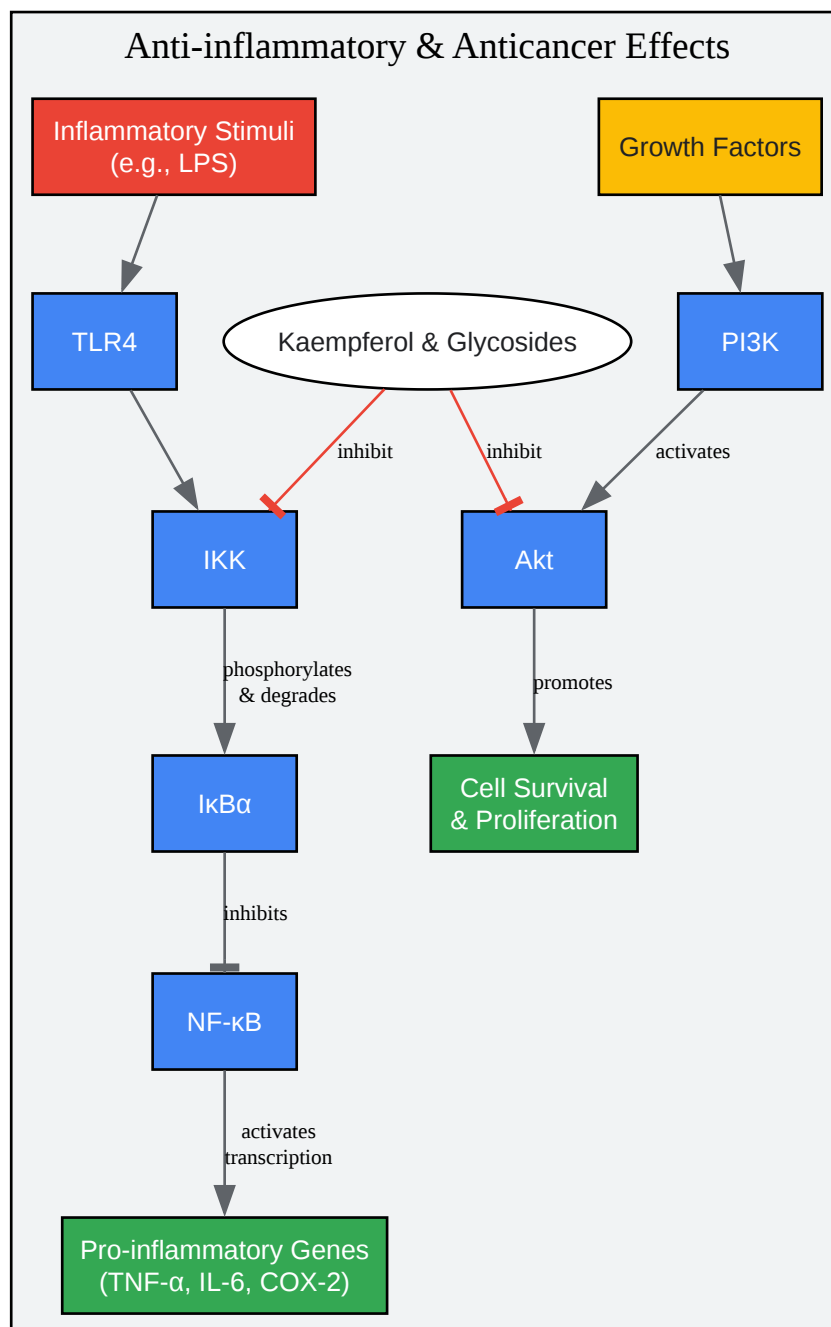 Anti-inflammatory & Anticancer Effects
Inflammatory Stimuli
(e.g., LPS)
Growth Factors
TLR4
Kaempferol & Glycosides
PI3K
inhibit
inhibit
activates
IKK
Akt
phosphorylates
& degrades
promotes
IκBα
Cell Survival
& Proliferation
inhibits
NF-κB
activates
transcription
Pro-inflammatory Genes
(TNF-α, IL-6, COX-2)